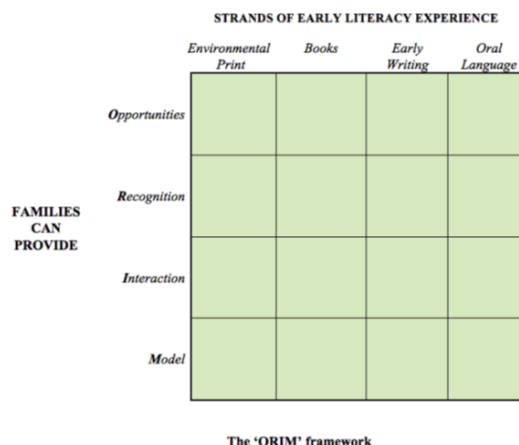 STRANDS OF EARLY LITERACY EXPERIENCE
Environmental Print
Books
Early Writing
Oral Language
Opportunities
Recognition
FAMILIES
CAN
PROVIDE
Interaction
Model
The 'ORIM' framework